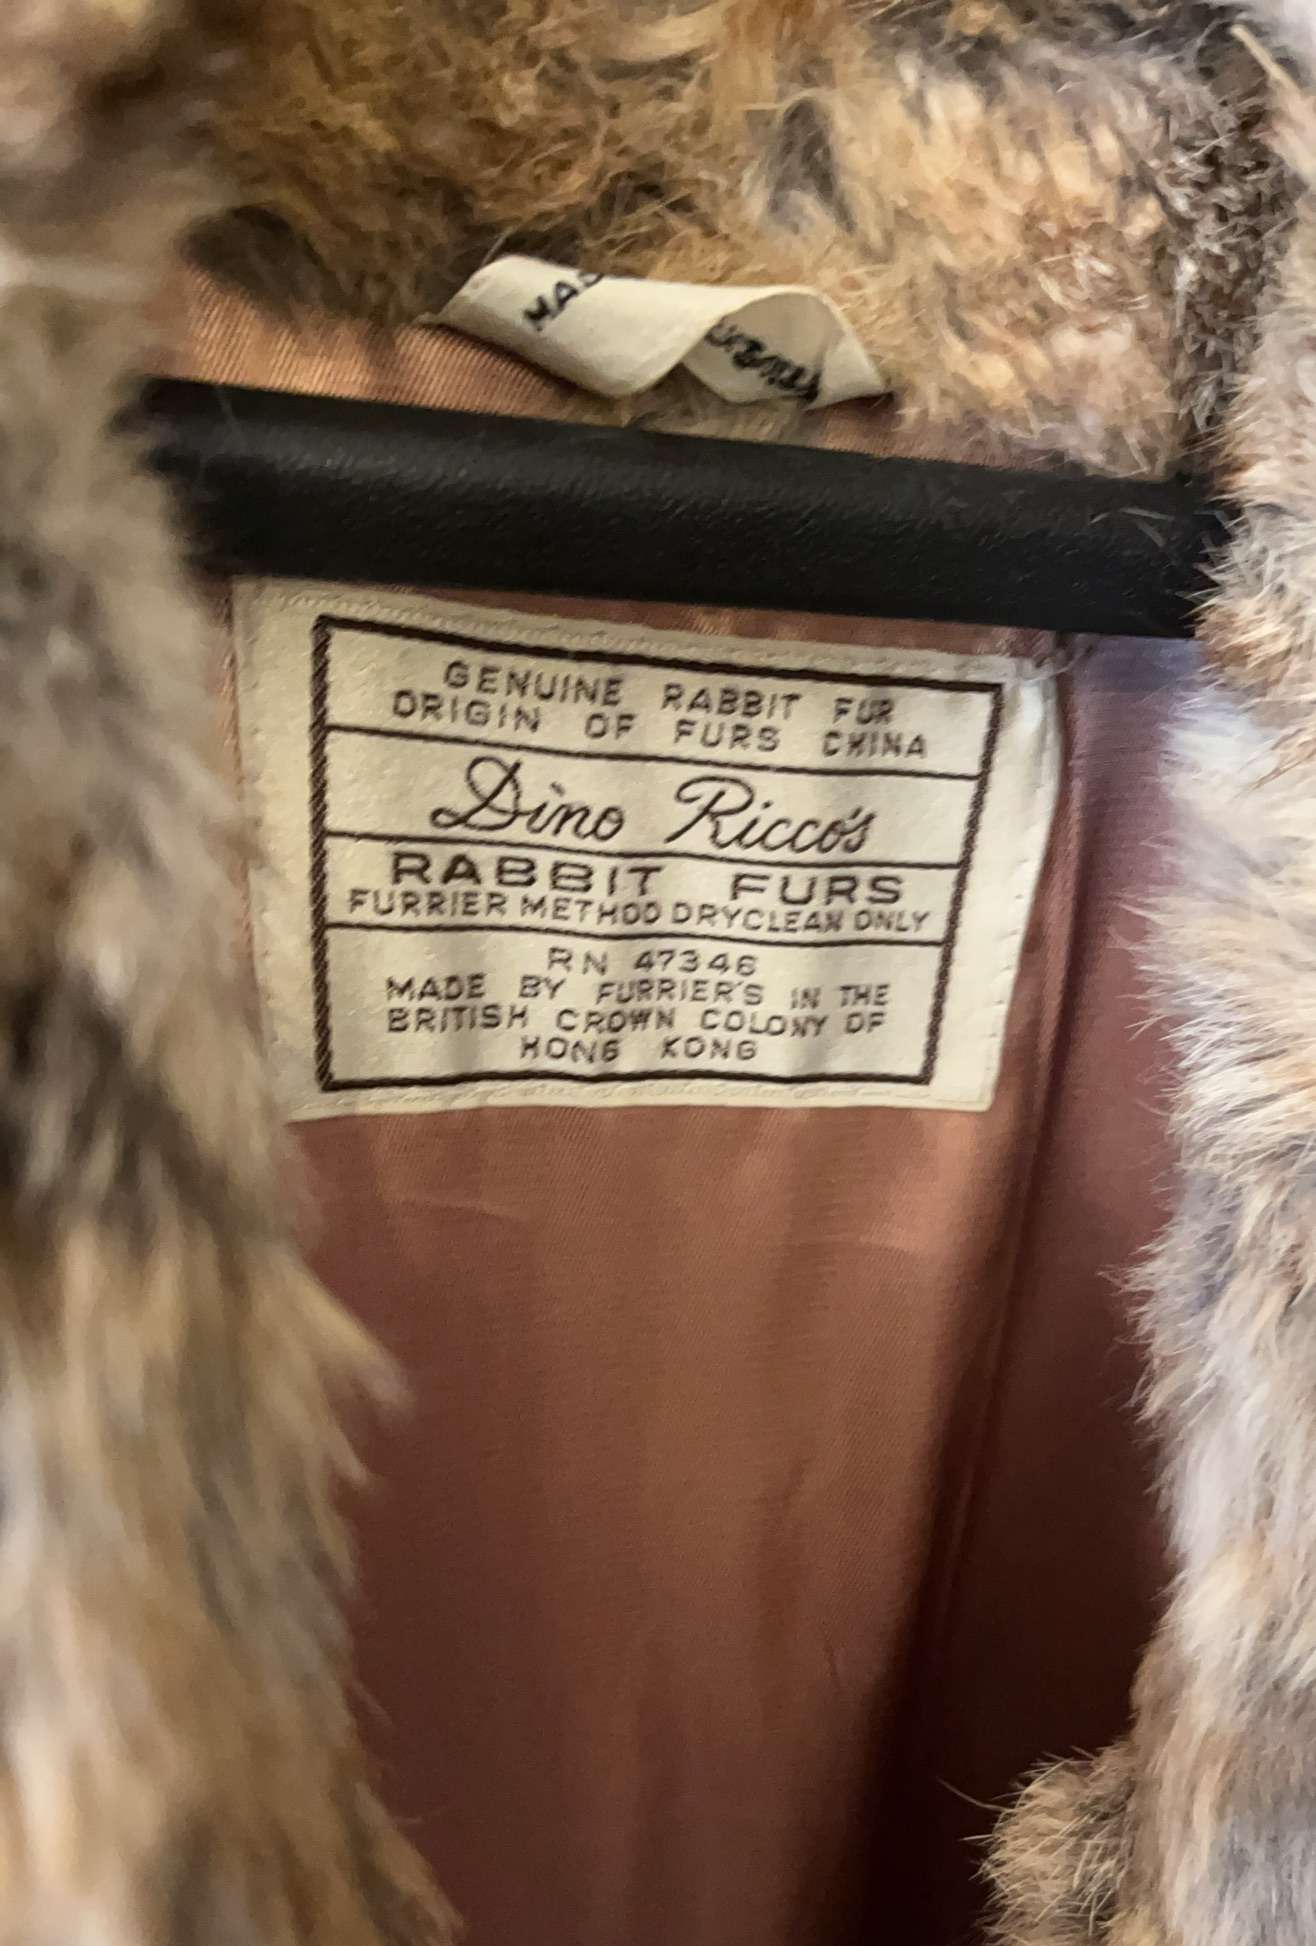 GENUINE RABBIT FUR
ORIGIN OF FURS CHINA
Dino Ricco's
RABBIT FURS
FURRIER METHOD DRYCLEAN ONLY
RN 47346
MADE BY FURRIER'S IN THE
BRITISH CROWN COLONY OF
HONG KONG